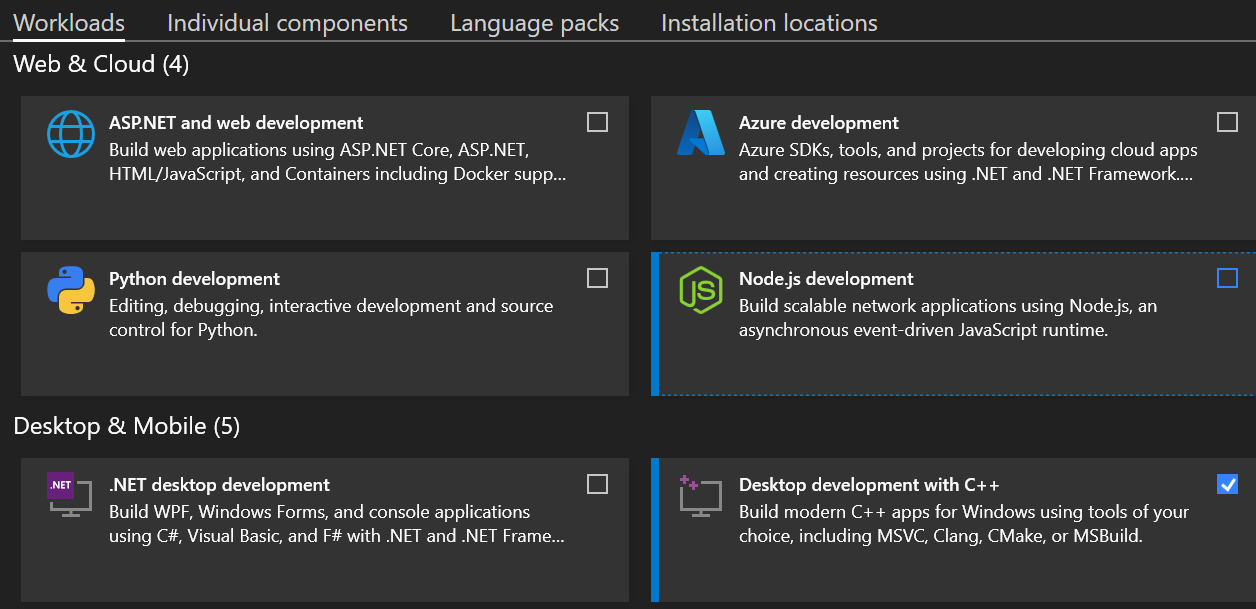 Workloads Individual components Language packs Installation locations
Web & Cloud (4)
ASP.NET and web development
Build web applications using ASP.NET Core, ASP.NET,
HTML/JavaScript, and Containers including Docker supp...
Azure development
Azure SDKs, tools, and projects for developing cloud apps
and creating resources using .NET and .NET Framework....
Python development
Editing, debugging, interactive development and source
control for Python.
JS
Node.js development
Build scalable network applications using Node.js, an
asynchronous event-driven JavaScript runtime.
Desktop & Mobile (5)
.NET
.NET desktop development
Build WPF, Windows Forms, and console applications
using C#, Visual Basic, and F# with .NET and .NET Frame...
Desktop development with C++
Build modern C++ apps for Windows using tools of your
choice, including MSVC, Clang, CMake, or MSBuild.